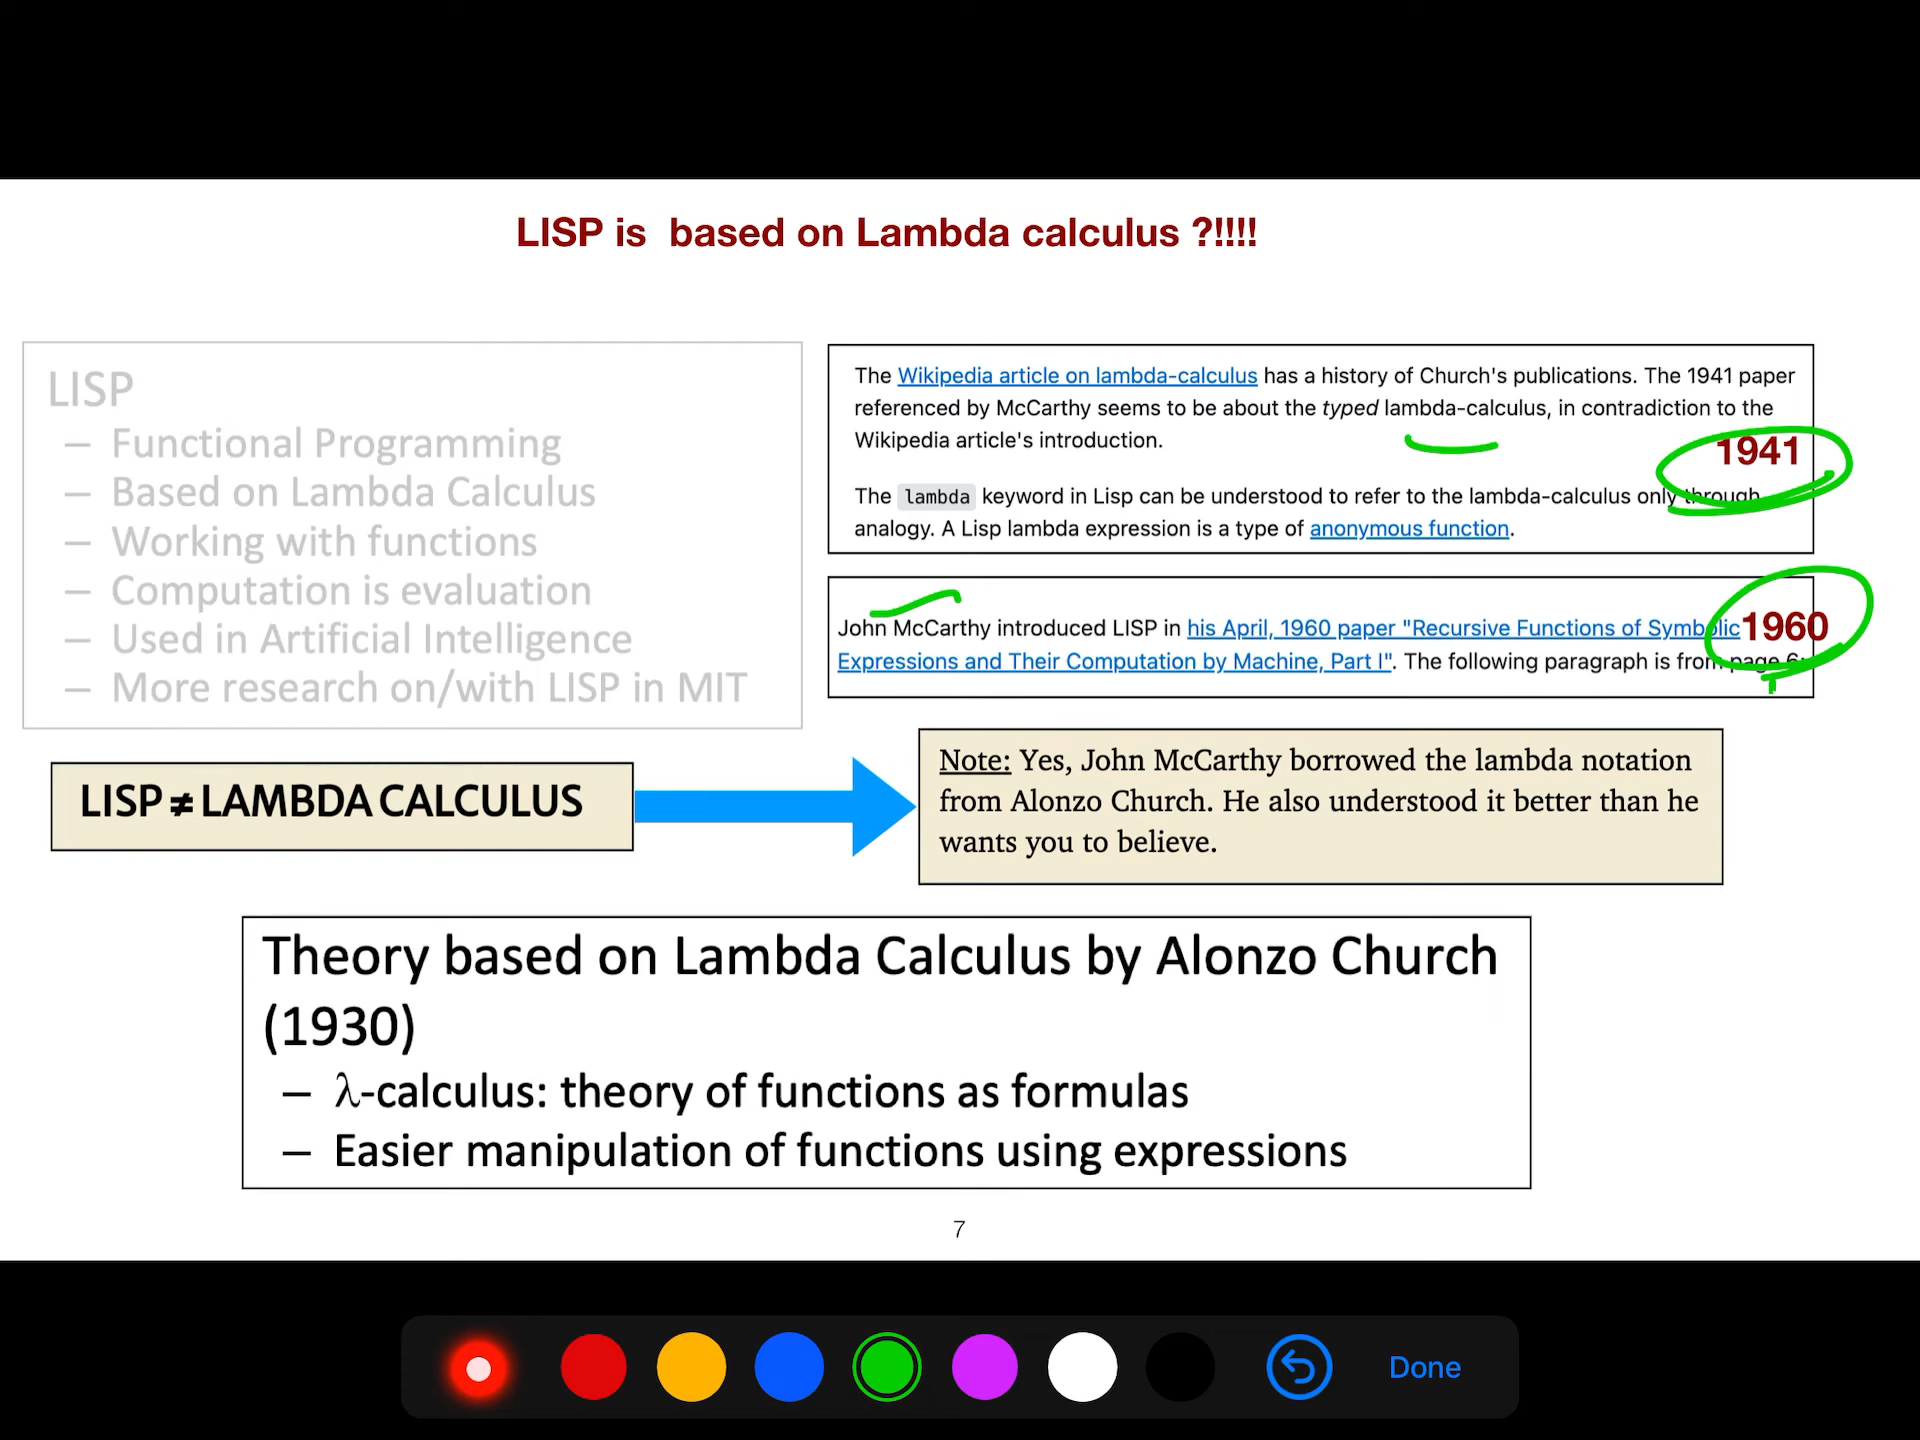 LISP is based on Lambda calculus ?!!!!
LISP
– Functional Programming
– Based on Lambda Calculus
– Working with functions
– Computation is evaluation
– Used in Artificial Intelligence
– More research on/with LISP in MIT
The Wikipedia article on lambda-calculus has a history of Church's publications. The 1941 paper
referenced by McCarthy seems to be about the typed lambda-calculus, in contradiction to the
Wikipedia article's introduction.
1941
The lambda keyword in Lisp can be understood to refer to the lambda-calculus only through
analogy. A Lisp lambda expression is a type of anonymous function.
John McCarthy introduced LISP in his April, 1960 paper "Recursive Functions of Symbolic
1960
Expressions and Their Computation by Machine, Part I". The following paragraph is from page 6:
LISP ≠ LAMBDA CALCULUS
Note: Yes, John McCarthy borrowed the lambda notation
from Alonzo Church. He also understood it better than he
wants you to believe.
Theory based on Lambda Calculus by Alonzo Church
(1930)
– λ-calculus: theory of functions as formulas
– Easier manipulation of functions using expressions
7
Done